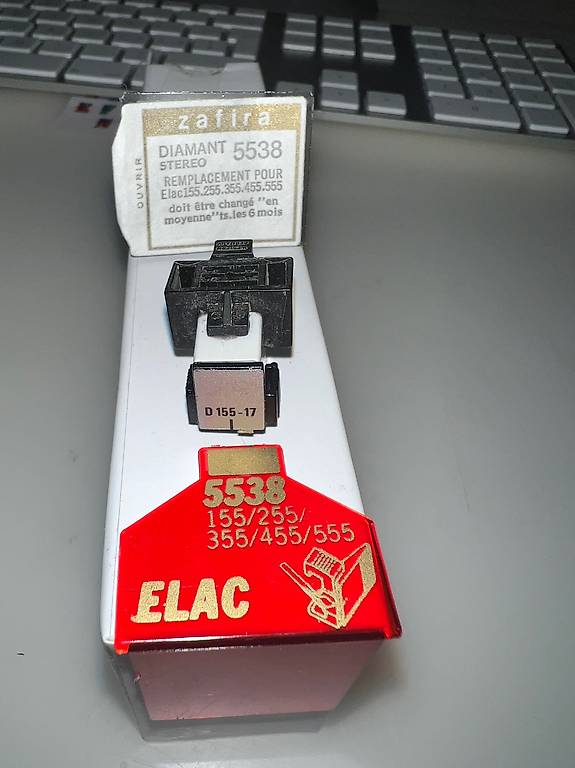 zafira
OUVRIR
DIAMANT 5538
STEREO
REMPLACEMENT POUR
Elac155.255.355.455.555
doit être changé "en
moyenne"ts.les 6 mois
D 155-17
5538
155/255/
355/455/555
ELAC